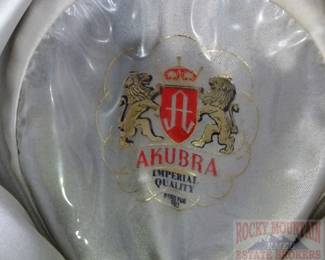 A
AKUBRA
IMPERIAL
QUALITY
ROCKY MOUNTAIN
ESTATE BROKERS